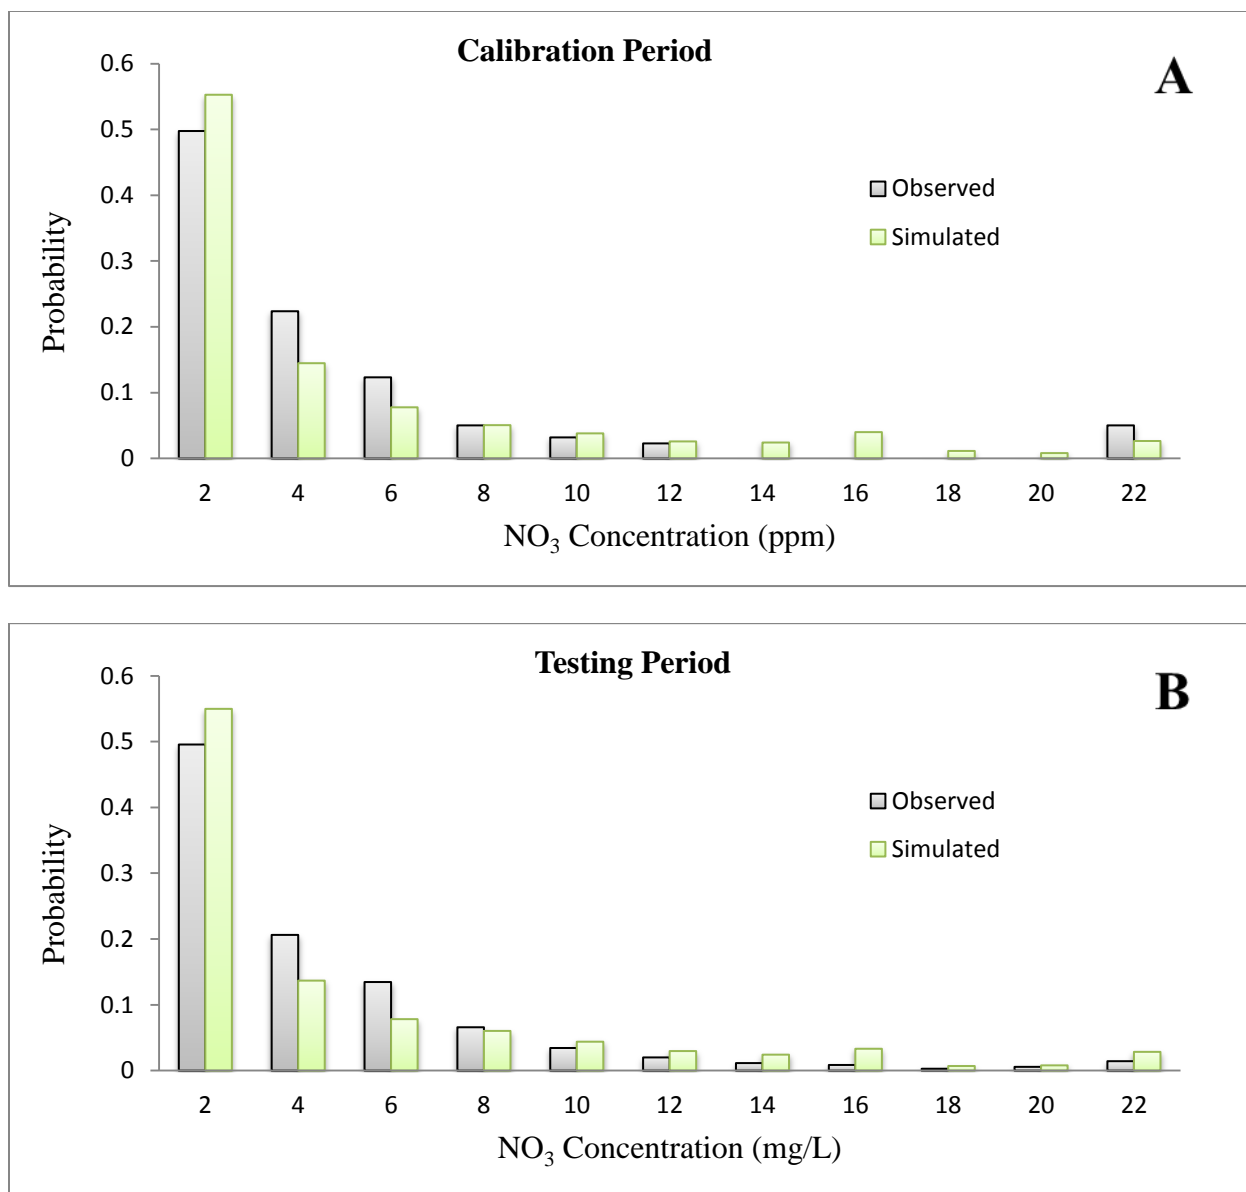 Calibration Period
A
0.6
0.5
0.4
0.3
0.2
0.1
0
Probability
Observed
Simulated
2 4 6 8 10 12 14 16 18 20 22
NO3 Concentration (ppm)
Testing Period
B
0.6
0.5
0.4
0.3
0.2
0.1
0
Probability
Observed
Simulated
2 4 6 8 10 12 14 16 18 20 22
NO3 Concentration (mg/L)